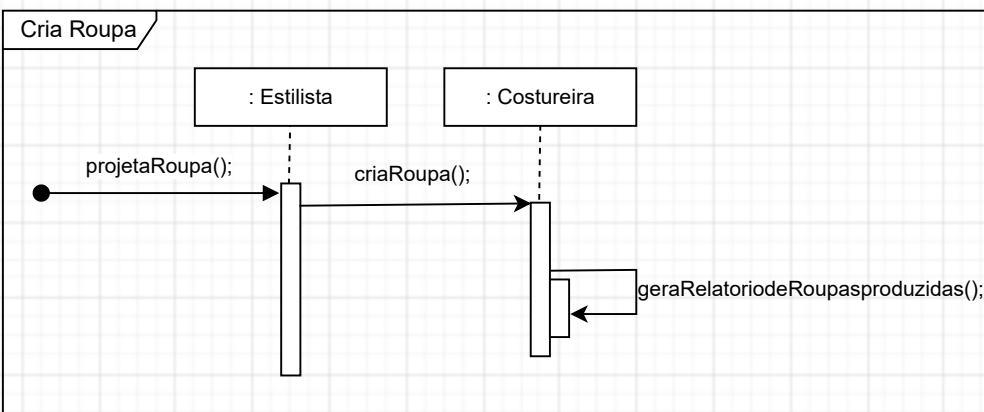 Cria Roupa
: Estilista
: Costureira
projetaRoupa();
criaRoupa();
geraRelatoriodeRoupasproduzidas();